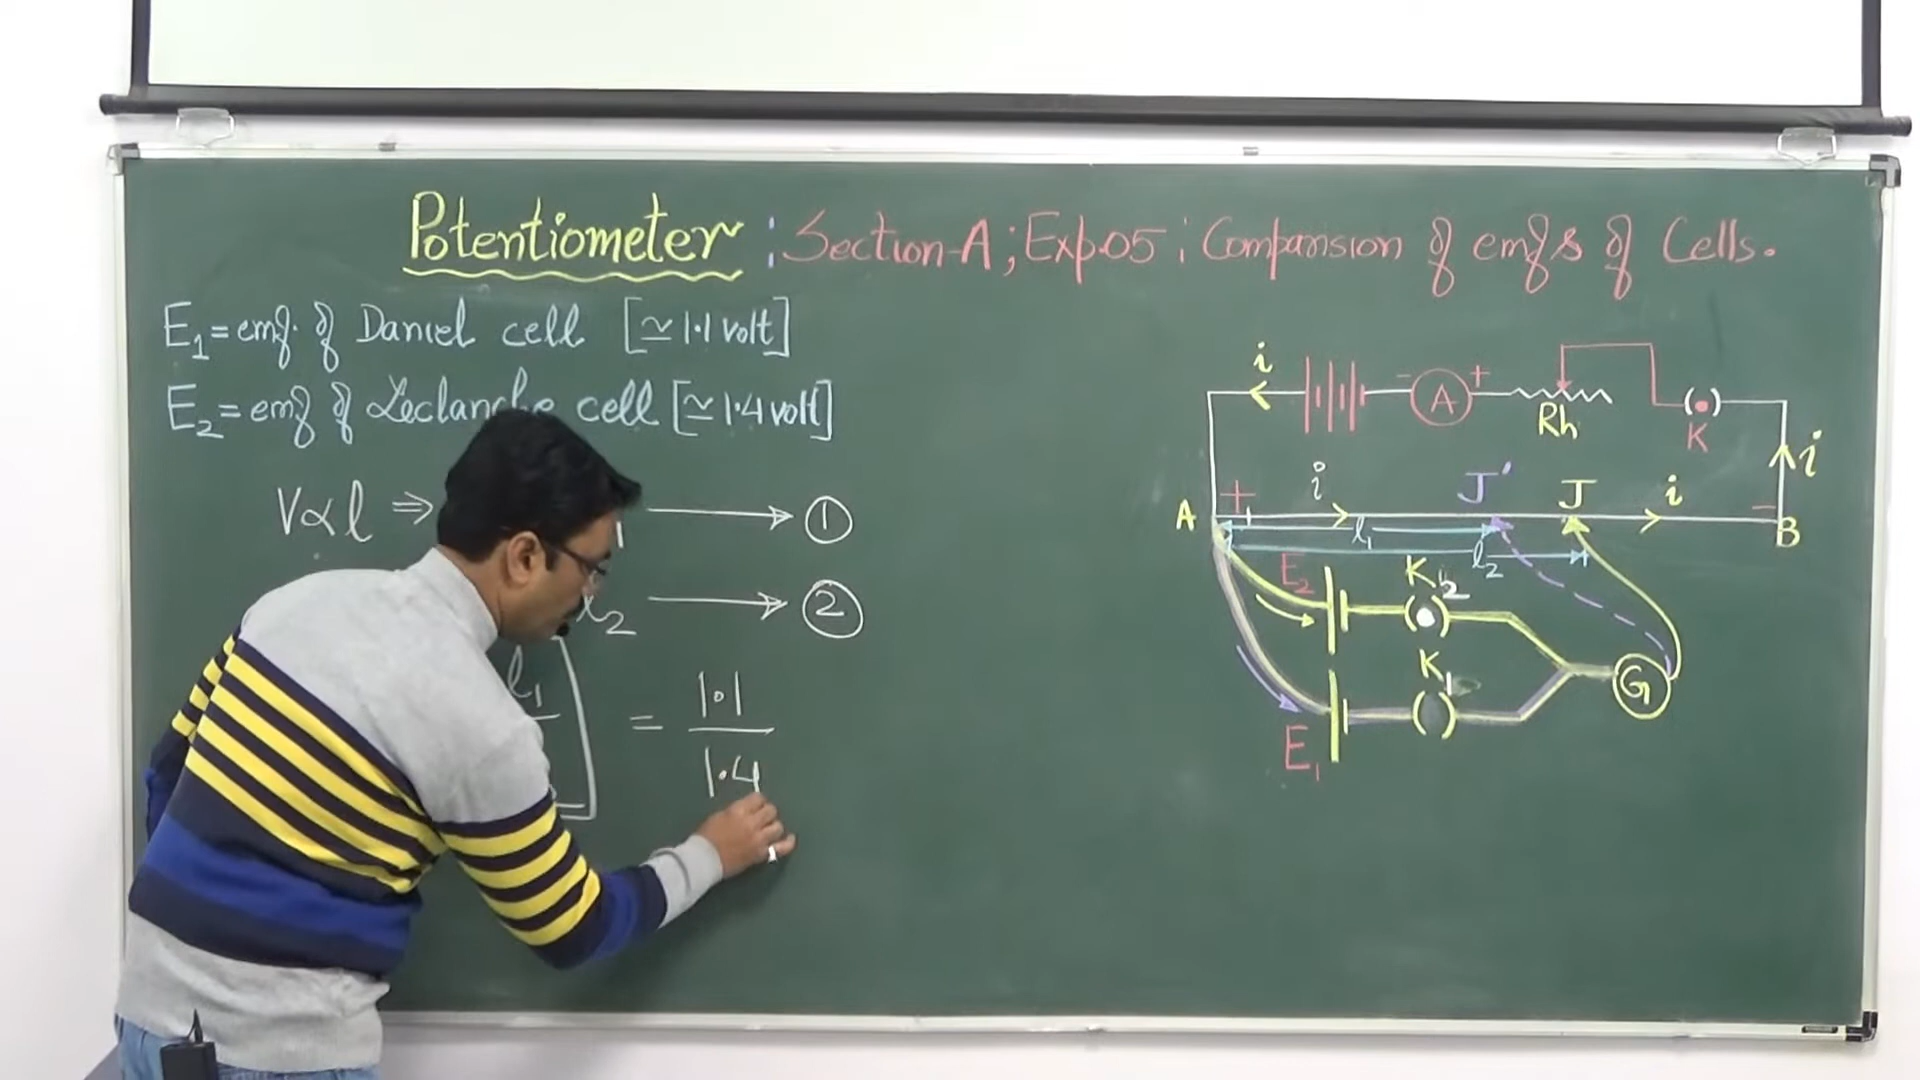 Potentiometer ; Section-A ; Exp.05 ; Comparision of emfs of Cells.
E₁ = emf. of Daniel cell [≃ 1.1 volt]
E₂ = emf of Leclanche cell [≃ 1.4 volt]
V ∝ l ⇒ ₁ → ①
l₂ → ②
l₁ = 1.1
1.4
i - A + Rh K i
A + i J' J i - B
l₁
l₂
E₂ K₂
K₁ G
E₁